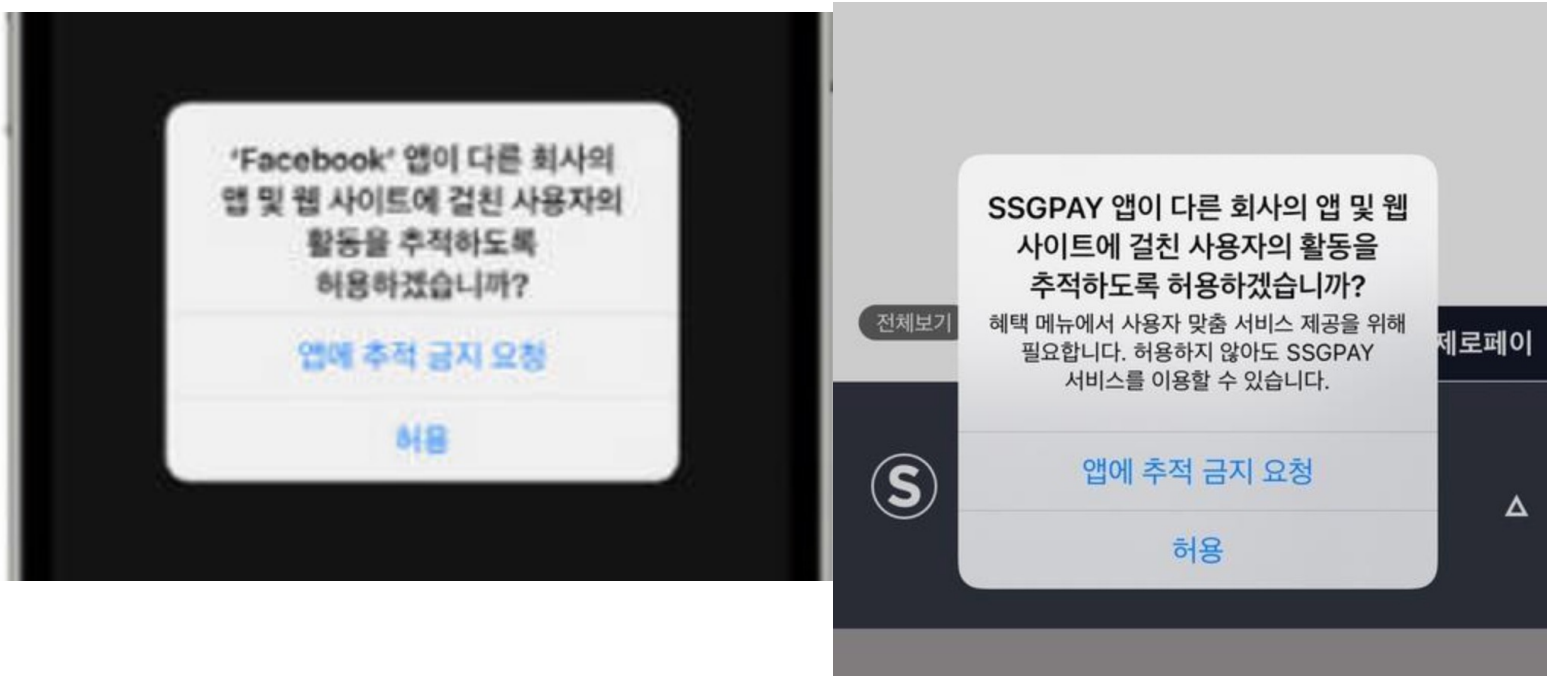 'Facebook' 앱이 다른 회사의
앱 및 웹 사이트에 걸친 사용자의
활동을 추적하도록
허용하겠습니까?
앱에 추적 금지 요청
허용
SSGPAY 앱이 다른 회사의 앱 및 웹
사이트에 걸친 사용자의 활동을
추적하도록 허용하겠습니까?
혜택 메뉴에서 사용자 맞춤 서비스 제공을 위해
필요합니다. 허용하지 않아도 SSGPAY
서비스를 이용할 수 있습니다.
앱에 추적 금지 요청
허용
전체보기
제로페이
S